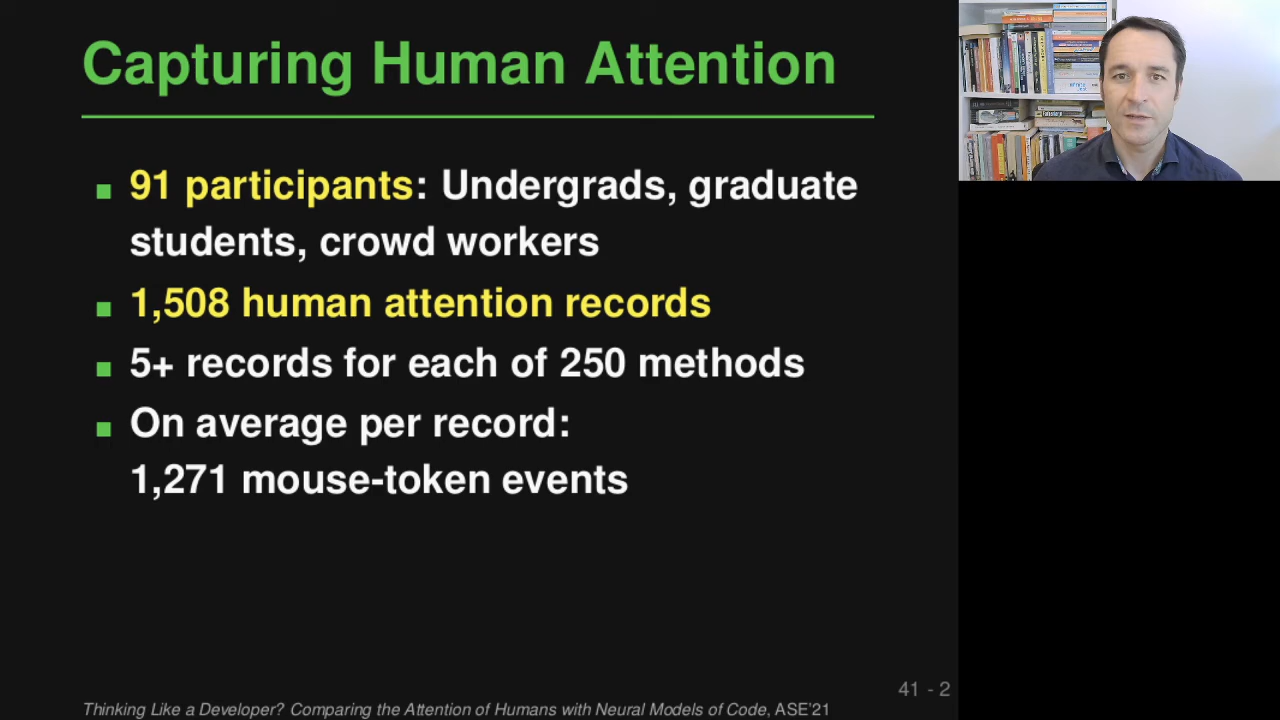 Capturing Human Attention
91 participants: Undergrads, graduate
students, crowd workers
1,508 human attention records
5+ records for each of 250 methods
On average per record:
1,271 mouse-token events
41 - 2
Thinking Like a Developer? Comparing the Attention of Humans with Neural Models of Code, ASE'21